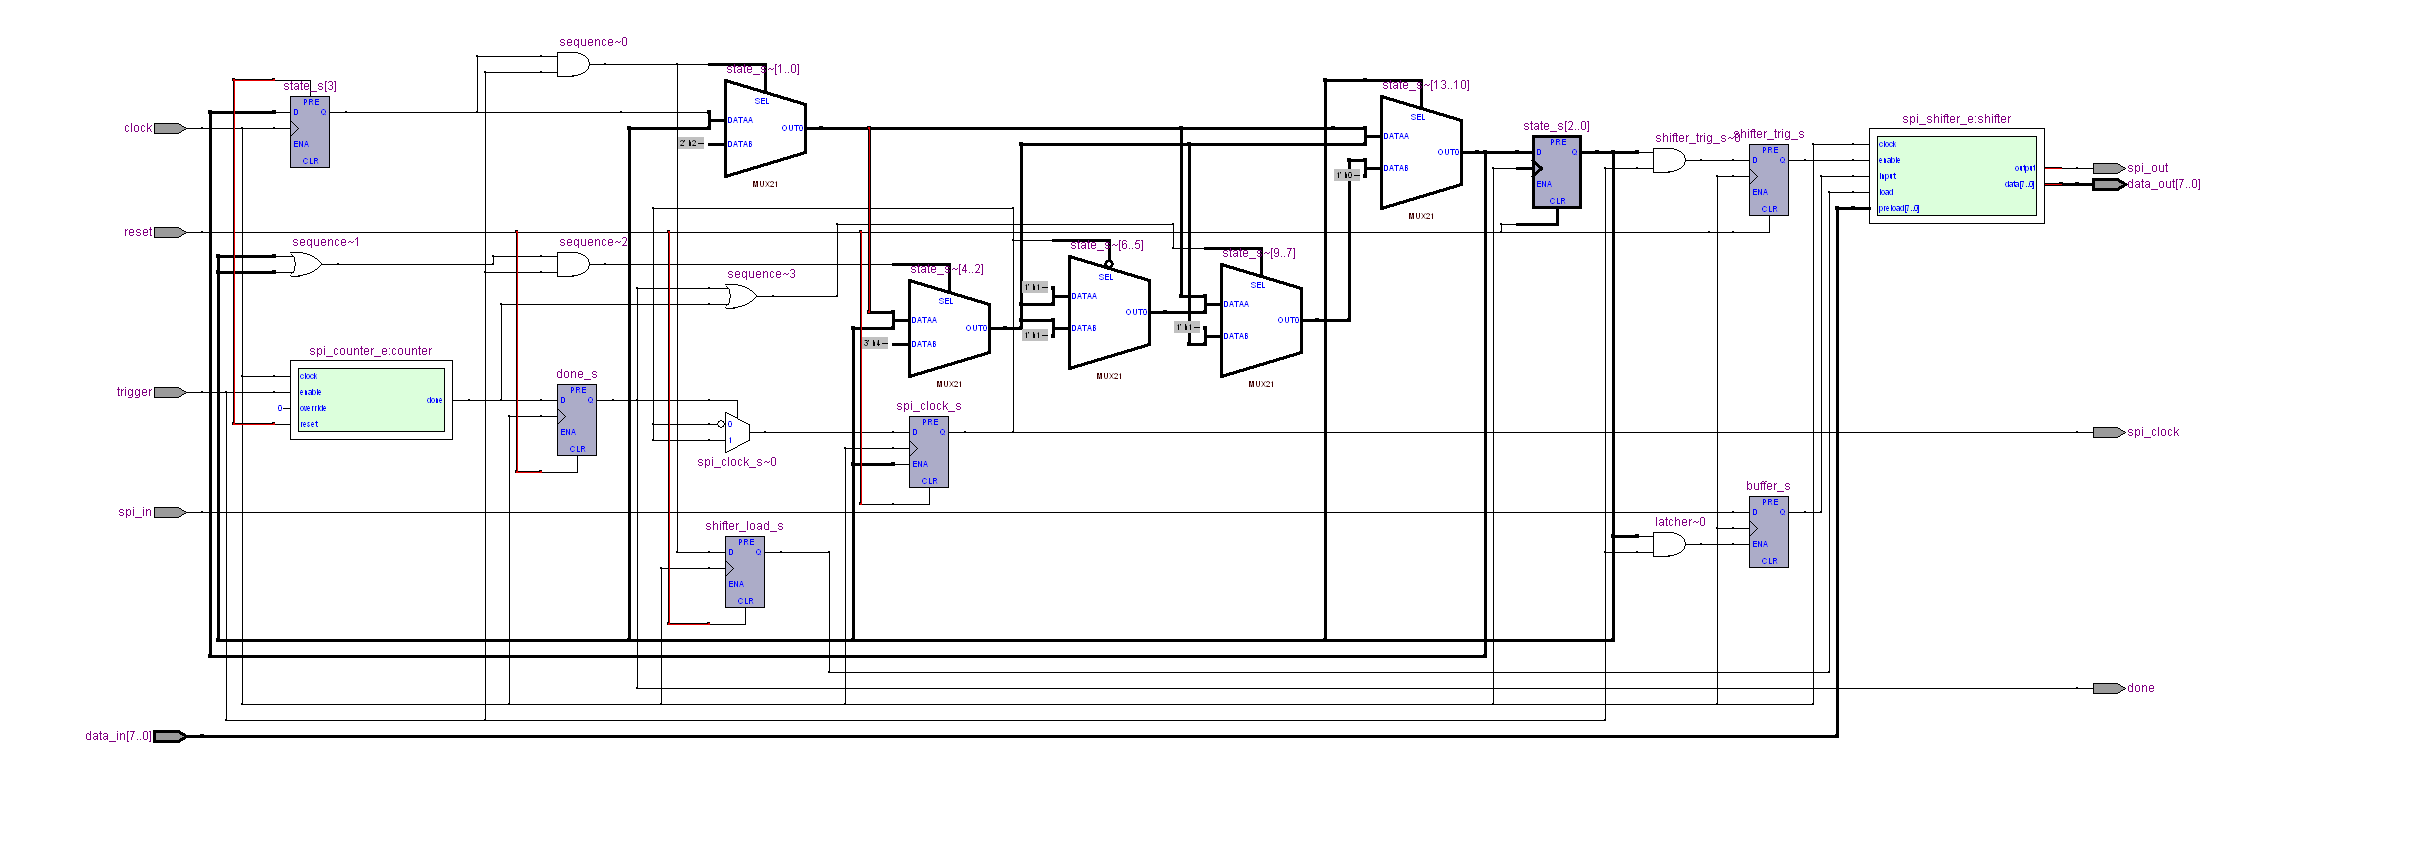 sequence~0
state_s~[1..0]
SEL
DATAA
OUT0
DATAB
2' h2
MUX21
state_s[3]
PRE
D
Q
ENA
CLR
clock
state_s~[13..10]
SEL
DATAA
OUT0
DATAB
1' h0
MUX21
state_s[2..0]
PRE
D
Q
ENA
CLR
shifter_trig_s~0
shifter_trig_s
PRE
D
Q
ENA
CLR
spi_shifter_e:shifter
clock
enable
input
load
preload[7..0]
output
data[7..0]
spi_out
data_out[7..0]
reset
sequence~1
sequence~2
sequence~3
state_s~[4..2]
SEL
DATAA
OUT0
DATAB
3' h4
MUX21
state_s~[6..5]
SEL
1' h1
DATAA
OUT0
1' h1
DATAB
MUX21
state_s~[9..7]
SEL
DATAA
OUT0
1' h1
DATAB
MUX21
spi_counter_e:counter
clock
enable
override
reset
done
0
trigger
done_s
PRE
D
Q
ENA
CLR
0
1
spi_clock_s~0
spi_clock_s
PRE
D
Q
ENA
CLR
spi_clock
spi_in
shifter_load_s
PRE
D
Q
ENA
CLR
latcher~0
buffer_s
PRE
D
Q
ENA
CLR
done
data_in[7..0]